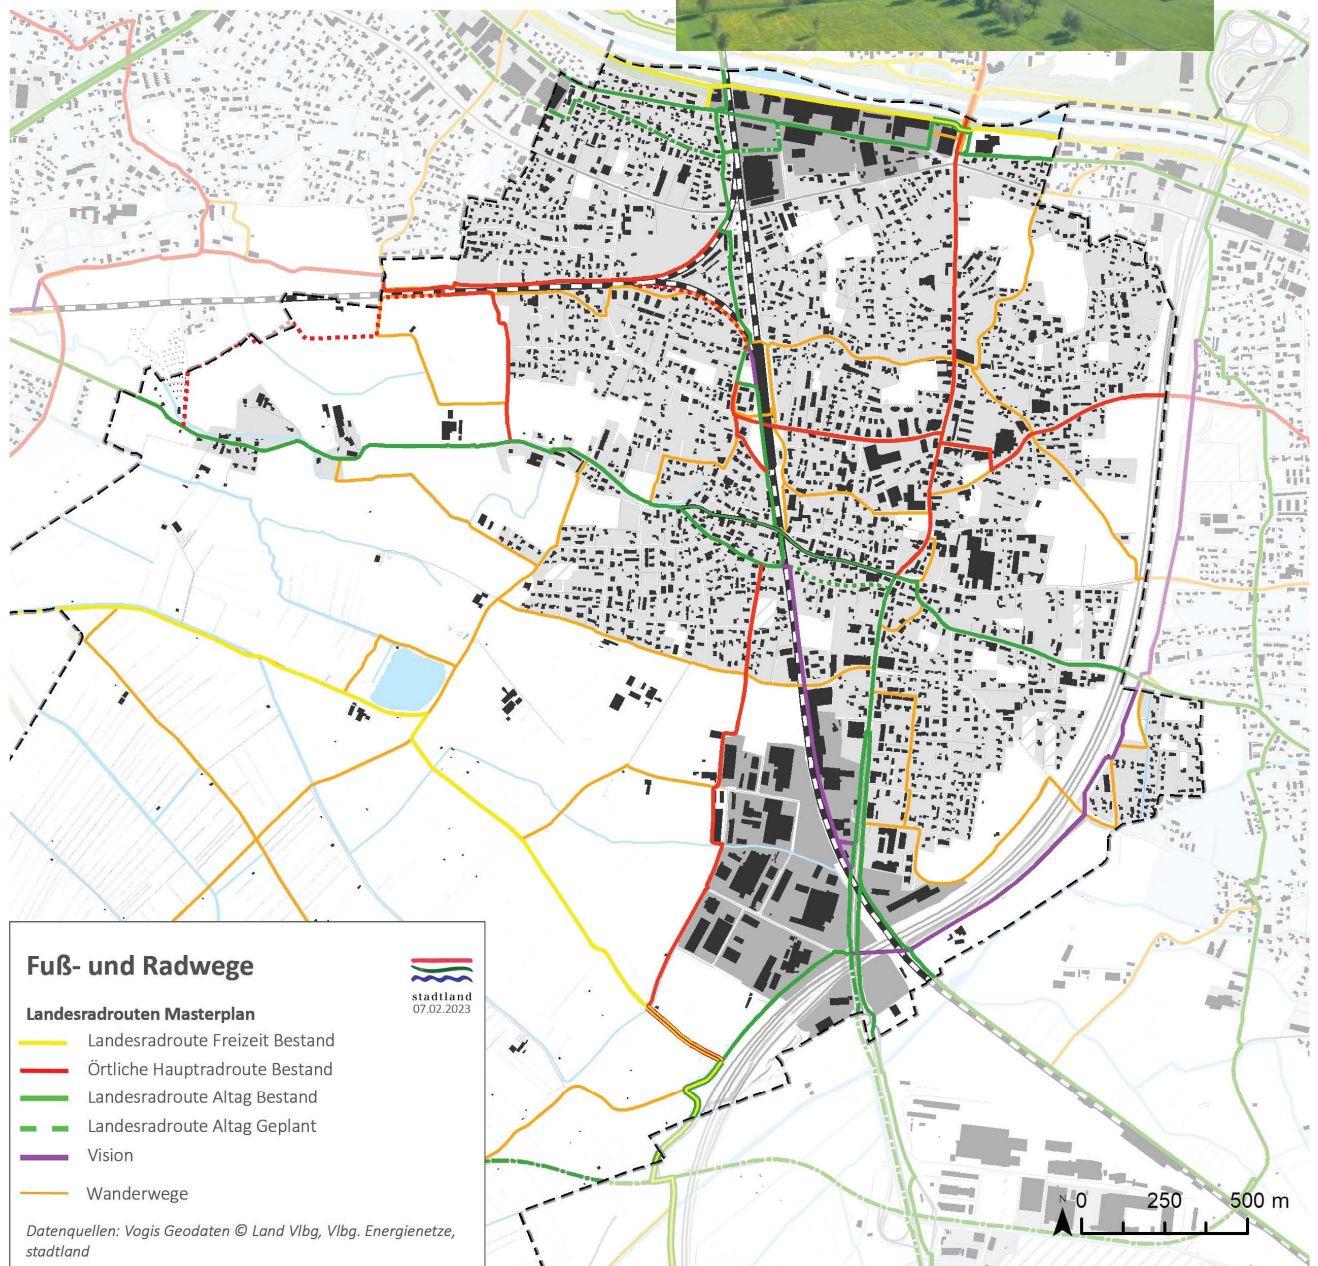 Fuß- und Radwege
stadtland
07.02.2023
Landesradrouten Masterplan
Landesradroute Freizeit Bestand
Örtliche Hauptradroute Bestand
Landesradroute Altag Bestand
Landesradroute Altag Geplant
Vision
Wanderwege
Datenquellen: Vogis Geodaten © Land Vlbg, Vlbg. Energienetze,
stadtland
N 0 250 500 m